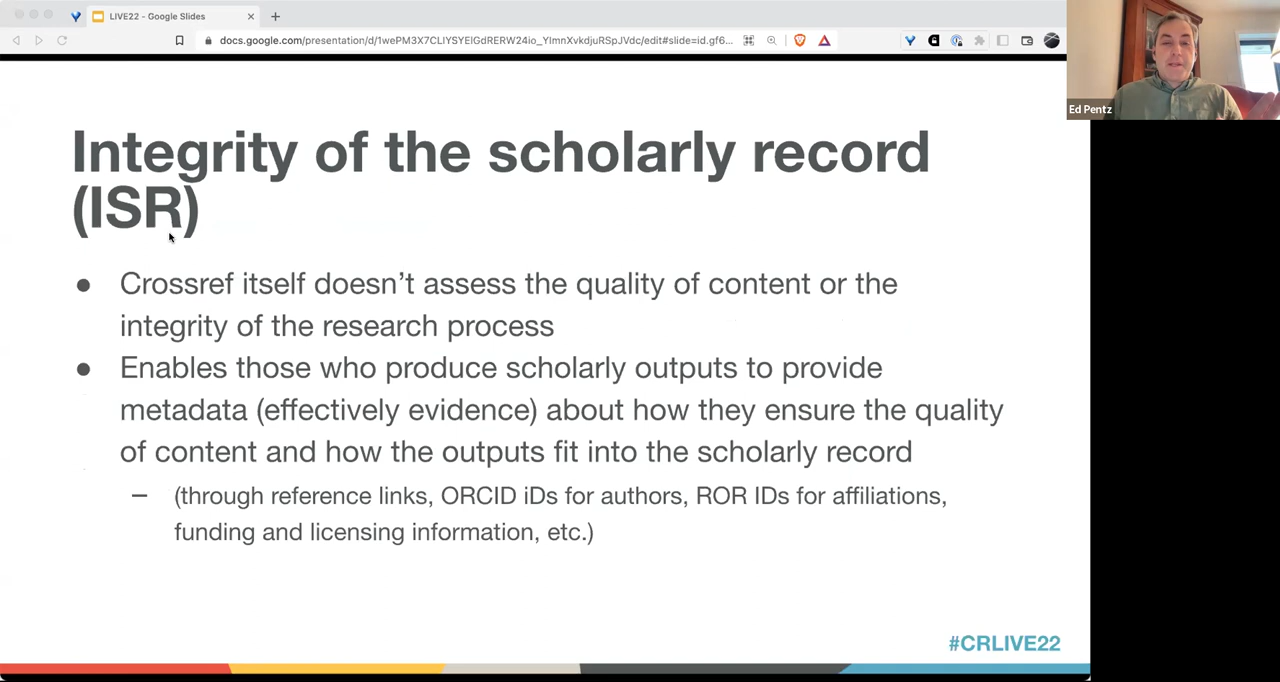 LIVE22 - Google Slides
docs.google.com/presentation/d/1wePM3X7CLlYSYElGdRERW24io_YlmnXvkdjuRSpJVdc/edit#slide=id.gf6...
Ed Pentz
Integrity of the scholarly record
(ISR)
● Crossref itself doesn’t assess the quality of content or the
integrity of the research process
● Enables those who produce scholarly outputs to provide
metadata (effectively evidence) about how they ensure the quality
of content and how the outputs fit into the scholarly record
– (through reference links, ORCID iDs for authors, ROR IDs for affiliations,
funding and licensing information, etc.)
#CRLIVE22